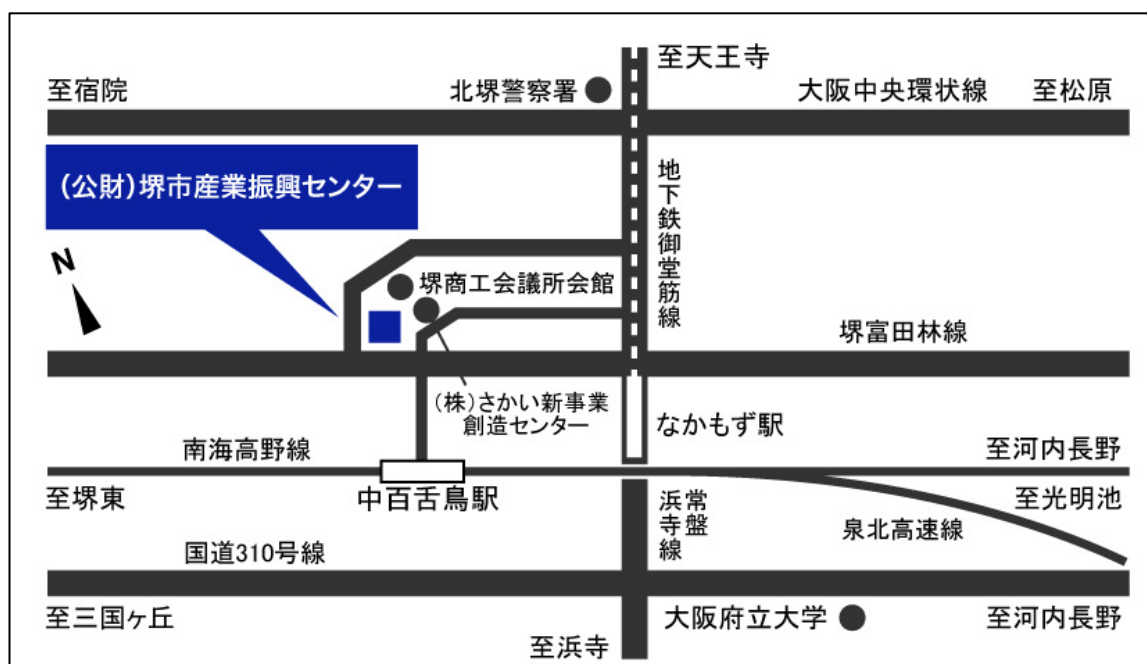 至天王寺
至宿院
北堺警察署
大阪中央環状線
至松原
(公財)堺市産業振興センター
地下鉄御堂筋線
N
堺商工会議所会館
堺富田林線
(株)さかい新事業
創造センター
なかもず駅
南海高野線
至河内長野
至堺東
中百舌鳥駅
常盤
浜寺線
至光明池
泉北高速線
国道310号線
至三国ヶ丘
大阪府立大学
至河内長野
至浜寺